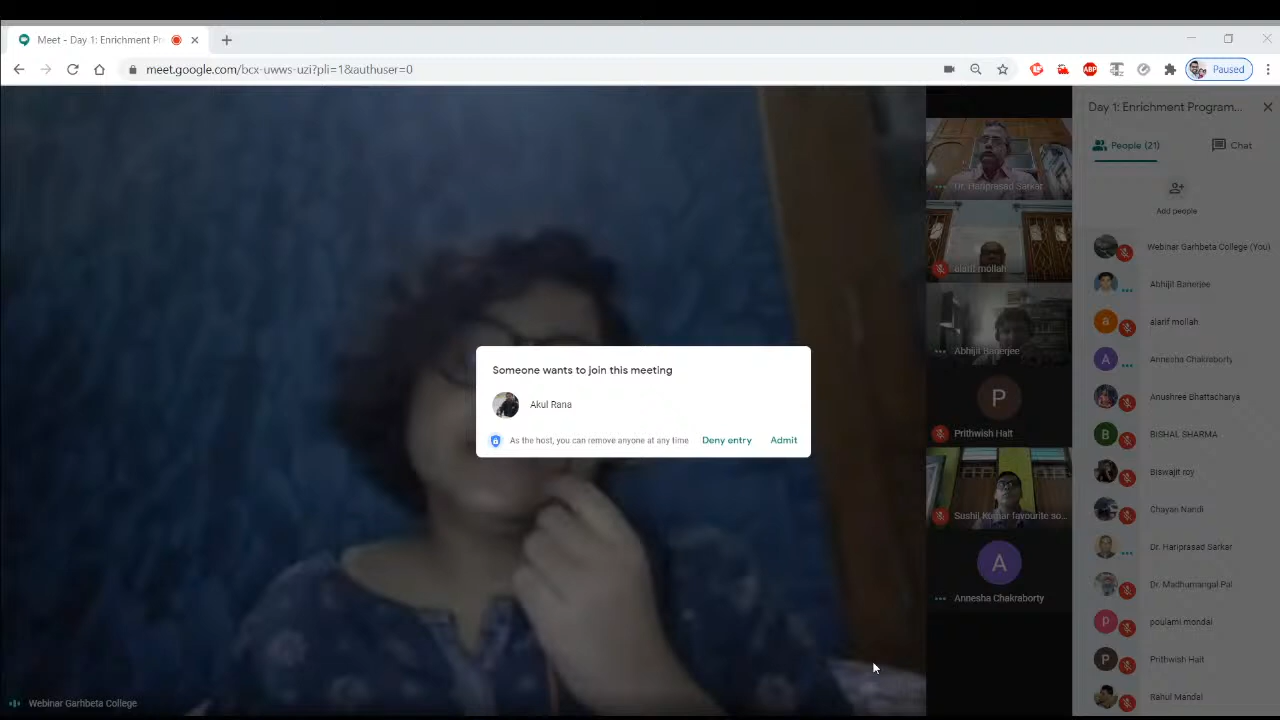 Meet - Day 1: Enrichment Pr
meet.google.com/bcx-uwws-uzi?pli=1&authuser=0
ABP
Paused
Day 1: Enrichment Program...
People (21)
Chat
Add people
Webinar Garhbeta College (You)
Abhijit Banerjee
alarif mollah
Annesha Chakraborty
Anushree Bhattacharya
BISHAL SHARMA
Biswajit roy
Chayan Nandi
Dr. Hariprasad Sarkar
Dr. Madhumangal Pal
poulami mondal
Prithwish Hait
Rahul Mandal
a
A
B
p
P
Dr. Hariprasad Sarkar
alarif mollah
Abhijit Banerjee
P
Prithwish Hait
Sushil Kumar favourite so...
A
Annesha Chakraborty
Someone wants to join this meeting
Akul Rana
As the host, you can remove anyone at any time
Deny entry
Admit
Webinar Garhbeta College